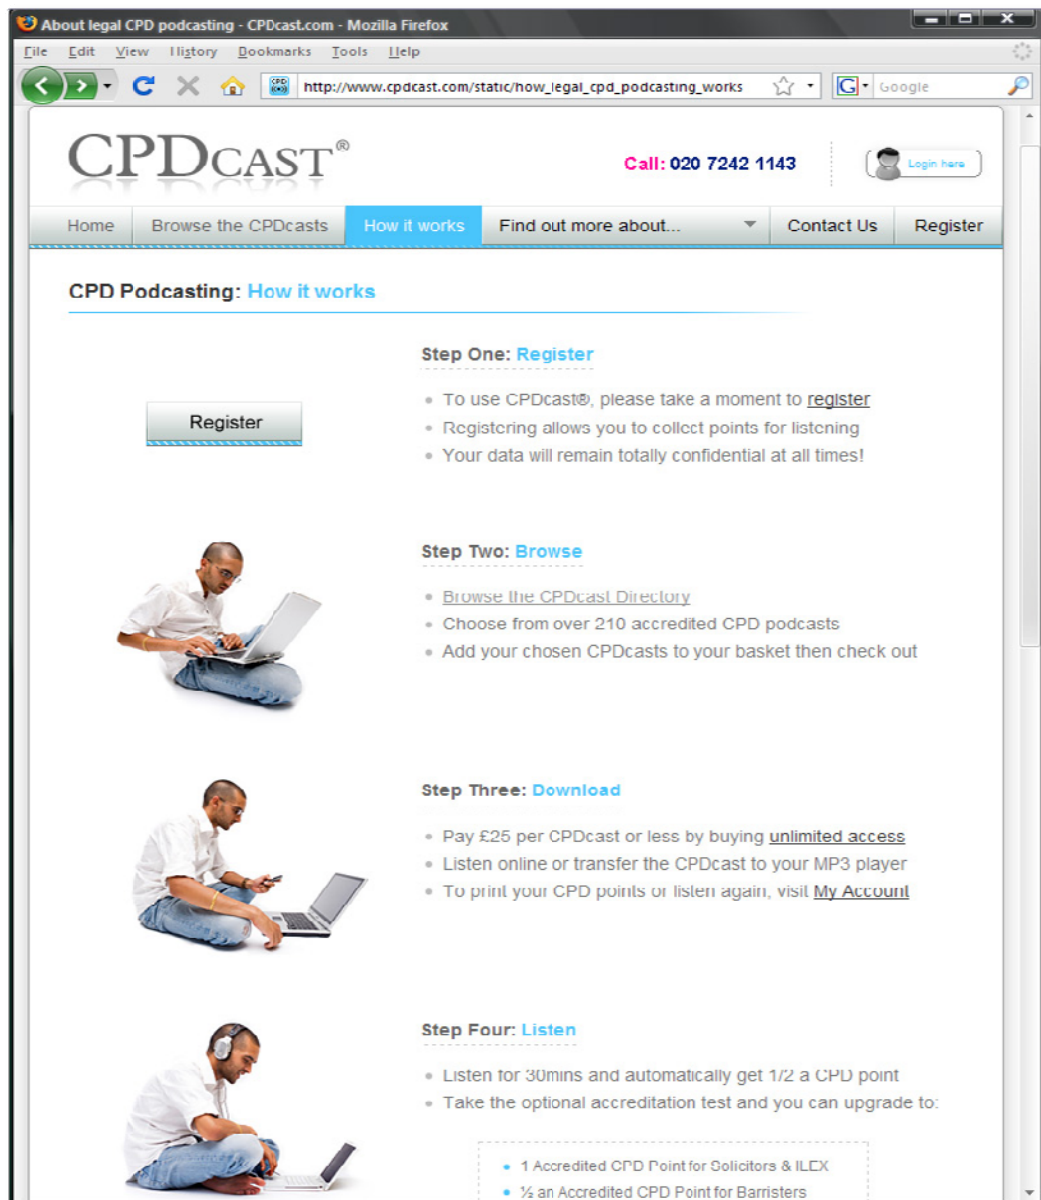 About legal CPD podcasting - CPDcast.com - Mozilla Firefox
File Edit View History Bookmarks Tools Help
http://www.cpdcast.com/static/how_legal_cpd_podcasting_works
G Google
CPDCAST®
Call: 020 7242 1143
Login here
Home Browse the CPDcasts How it works Find out more about... Contact Us Register
CPD Podcasting: How it works
Step One: Register
Register
• To use CPDcast®, please take a moment to register
• Registering allows you to collect points for listening
• Your data will remain totally confidential at all times!
Step Two: Browse
• Browse the CPDcast Directory
• Choose from over 210 accredited CPD podcasts
• Add your chosen CPDcasts to your basket then check out
Step Three: Download
• Pay £25 per CPDcast or less by buying unlimited access
• Listen online or transfer the CPDcast to your MP3 player
• To print your CPD points or listen again, visit My Account
Step Four: Listen
• Listen for 30mins and automatically get 1/2 a CPD point
• Take the optional accreditation test and you can upgrade to:
• 1 Accredited CPD Point for Solicitors & ILEX
• ½ an Accredited CPD Point for Barristers